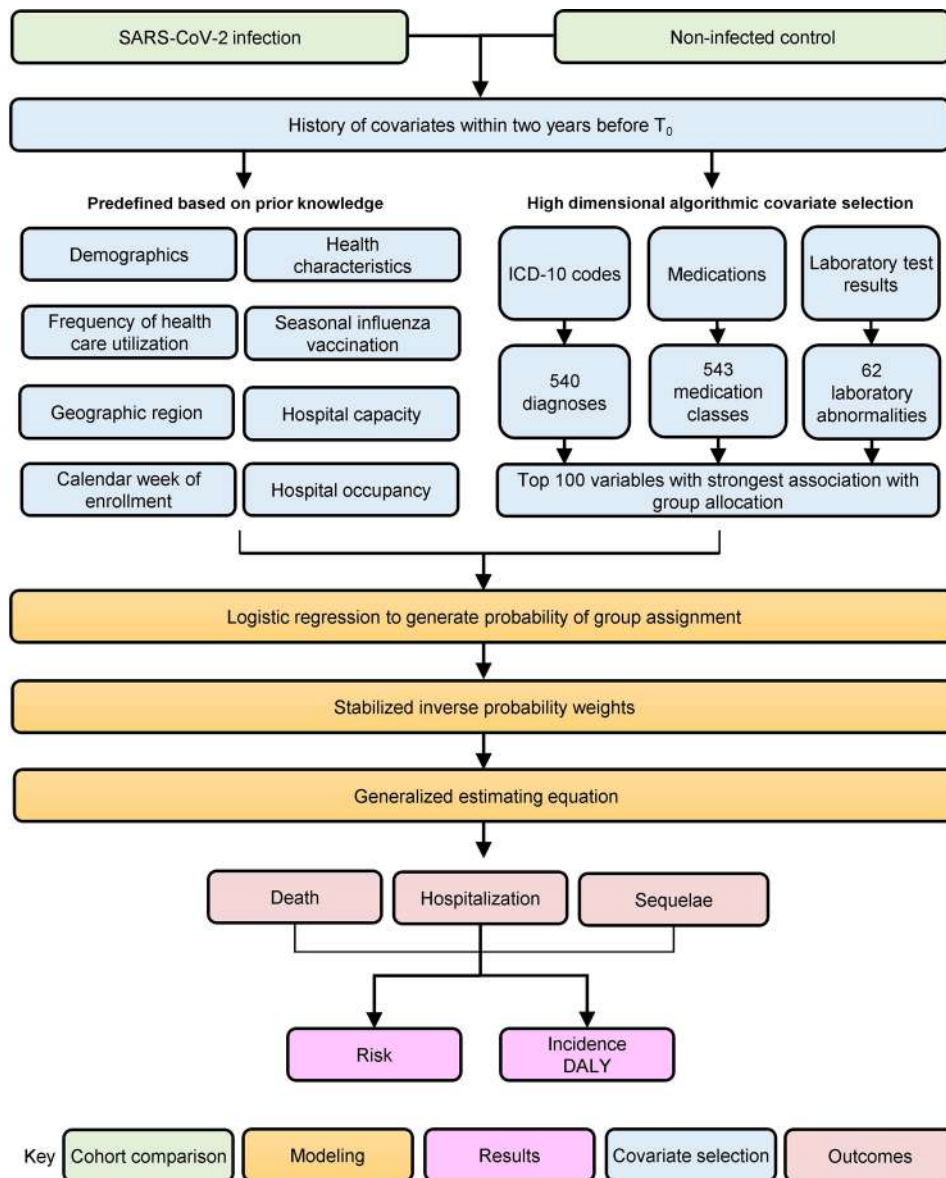 SARS-CoV-2 infection
Non-infected control
History of covariates within two years before T₀
Predefined based on prior knowledge
High dimensional algorithmic covariate selection
Demographics
Health
characteristics
Frequency of health
care utilization
Seasonal influenza
vaccination
Geographic region
Hospital capacity
Calendar week of
enrollment
Hospital occupancy
ICD-10 codes
Medications
Laboratory test
results
540
diagnoses
543
medication
classes
62
laboratory
abnormalities
Top 100 variables with strongest association with
group allocation
Logistic regression to generate probability of group assignment
Stabilized inverse probability weights
Generalized estimating equation
Death
Hospitalization
Sequelae
Risk
Incidence
DALY
Key
Cohort comparison
Modeling
Results
Covariate selection
Outcomes